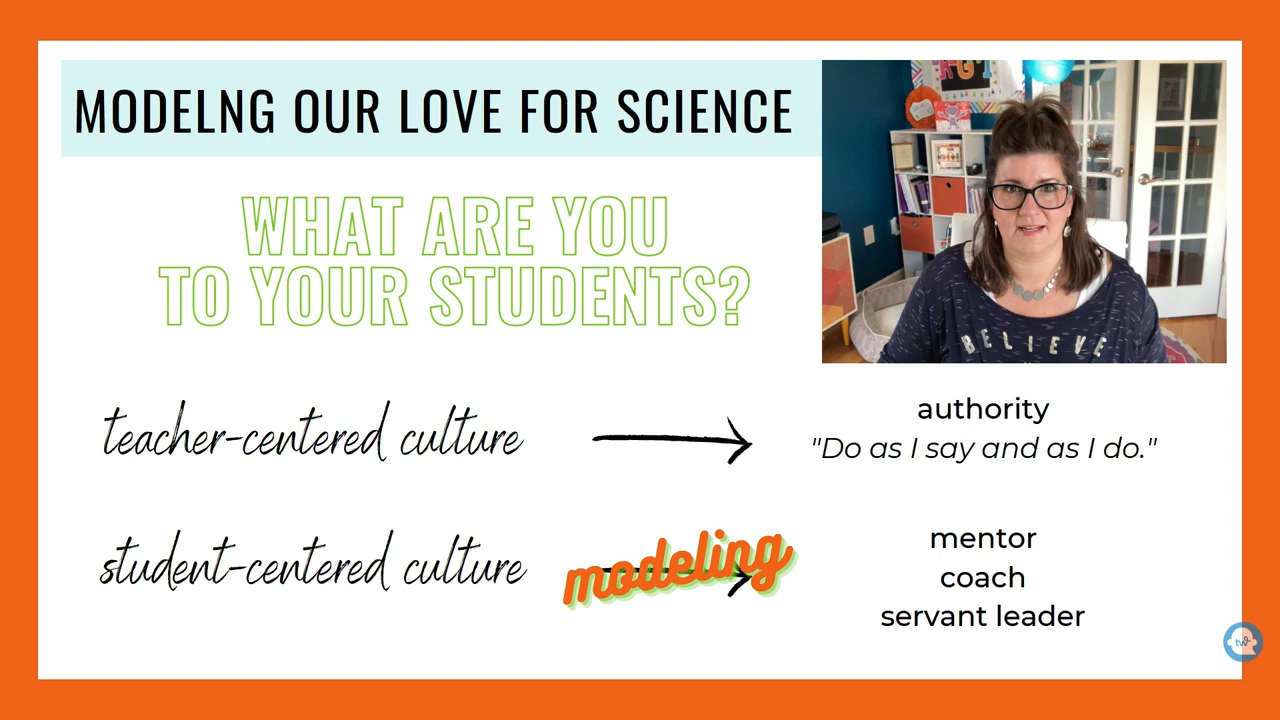 MODELNG OUR LOVE FOR SCIENCE
WHAT ARE YOU
TO YOUR STUDENTS?
BELIEVE
teacher-centered culture
authority
"Do as I say and as I do."
student-centered culture
modeling
mentor
coach
servant leader
tw